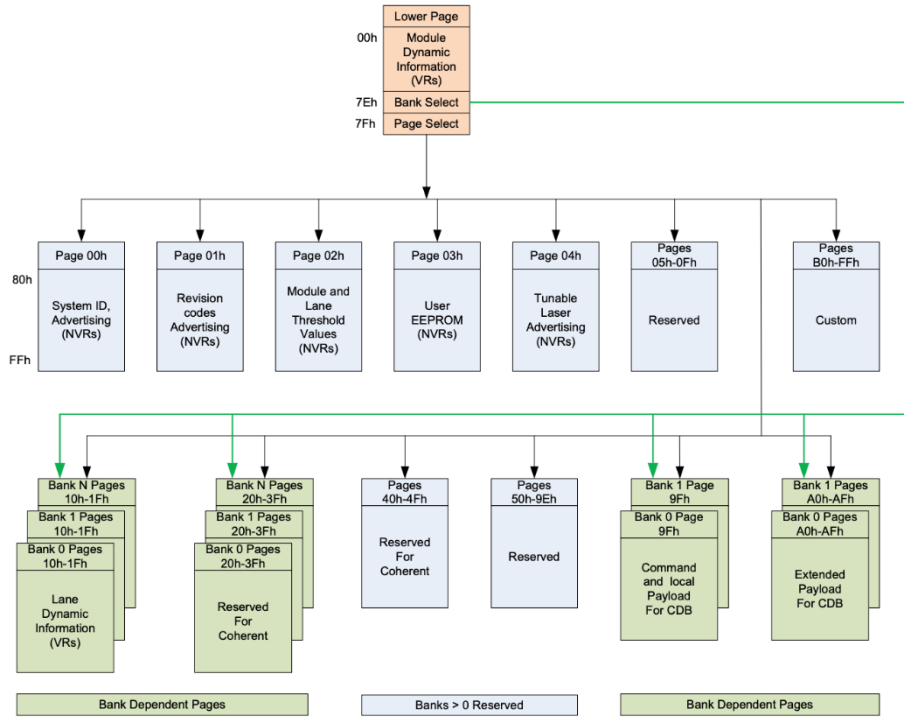 Lower Page
00h
Module
Dynamic
Information
(VRs)
7Eh
Bank Select
7Fh
Page Select
Page 00h
80h
System ID,
Advertising
(NVRs)
FFh
Page 01h
Revision
codes
Advertising
(NVRs)
Page 02h
Module and
Lane
Threshold
Values
(NVRs)
Page 03h
User
EEPROM
(NVRs)
Page 04h
Tunable
Laser
Advertising
(NVRs)
Pages
05h-0Fh
Reserved
Pages
B0h-FFh
Custom
Bank N Pages
10h-1Fh
Bank 1 Pages
10h-1Fh
Bank 0 Pages
10h-1Fh
Lane
Dynamic
Information
(VRs)
Bank N Pages
20h-3Fh
Bank 1 Pages
20h-3Fh
Bank 0 Pages
20h-3Fh
Reserved
For
Coherent
Pages
40h-4Fh
Reserved
For
Coherent
Pages
50h-9Eh
Reserved
Bank 1 Page
9Fh
Bank 0 Page
9Fh
Command
and local
Payload
For CDB
Bank 1 Pages
A0h-AFh
Bank 0 Pages
A0h-AFh
Extended
Payload
For CDB
Bank Dependent Pages
Banks > 0 Reserved
Bank Dependent Pages